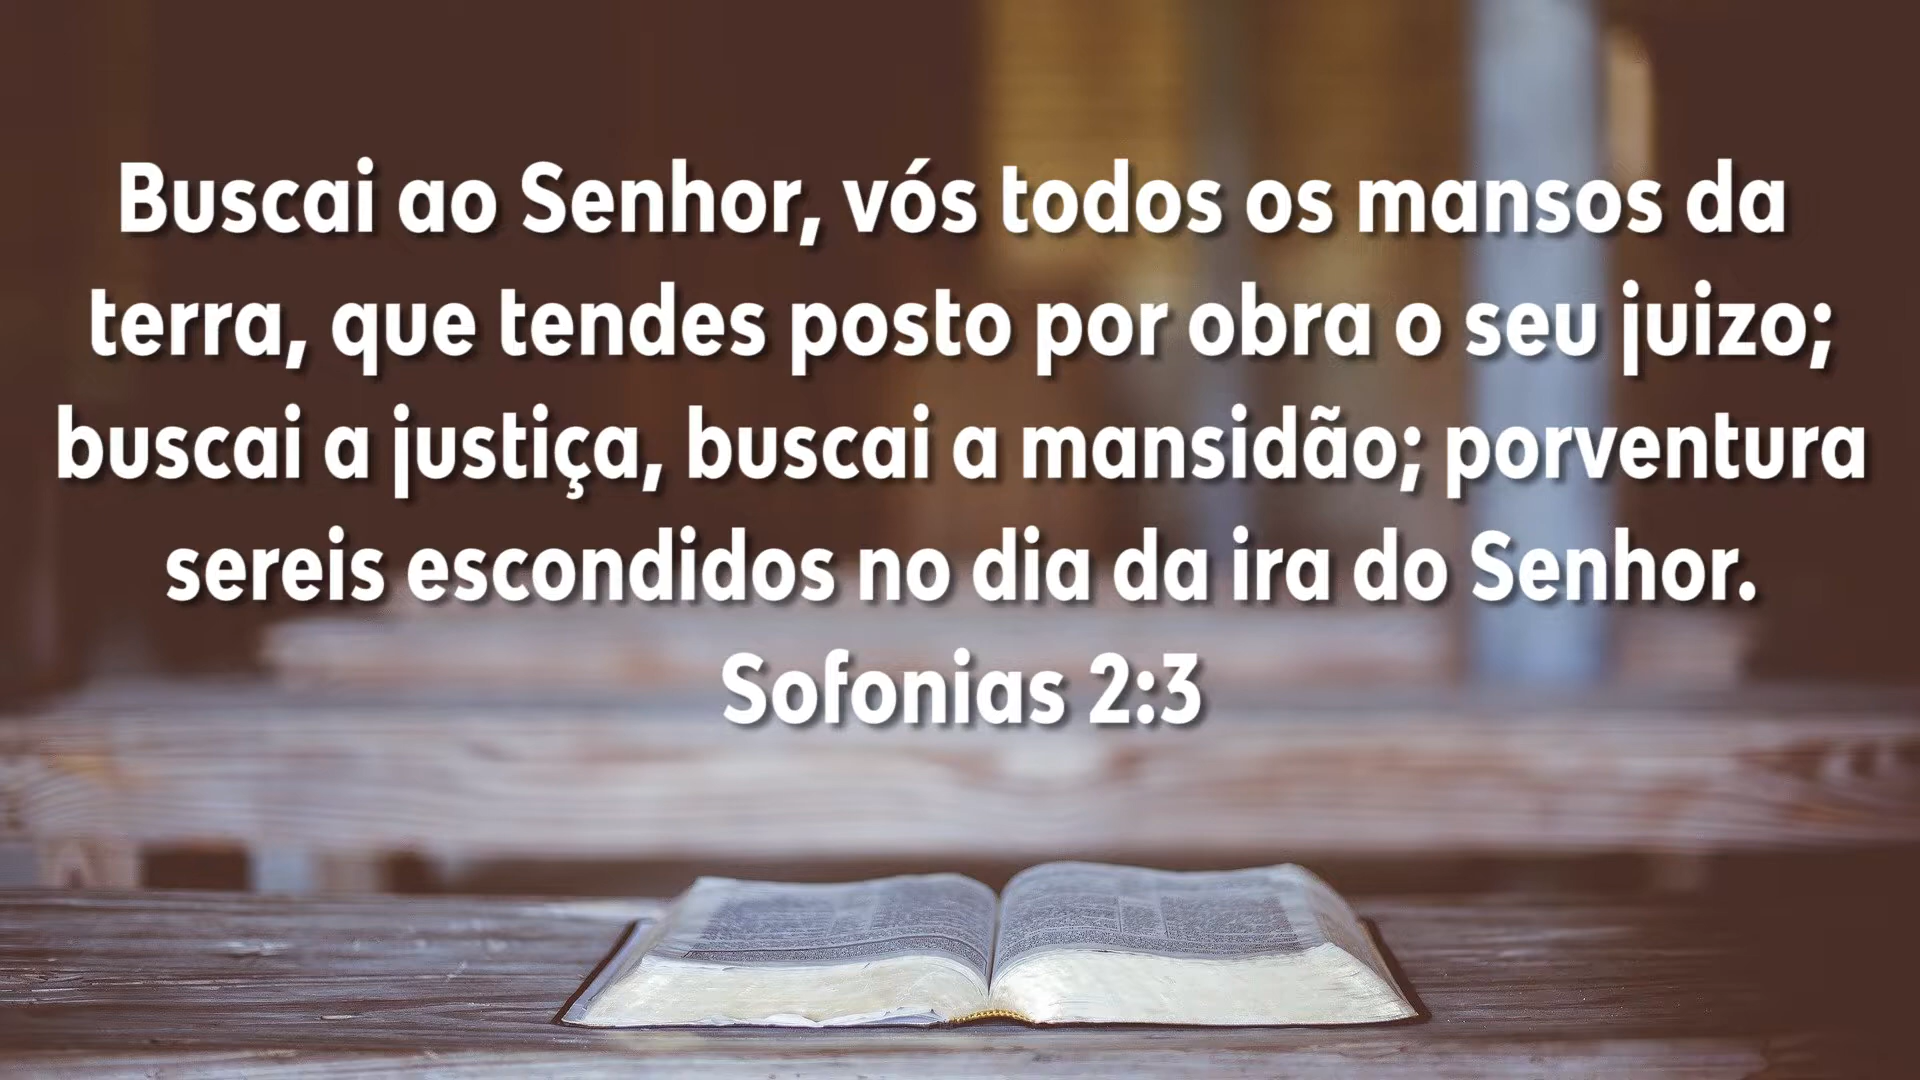 Buscai ao Senhor, vós todos os mansos da
terra, que tendes posto por obra o seu juizo;
buscai a justiça, buscai a mansidão; porventura
sereis escondidos no dia da ira do Senhor.
Sofonias 2:3